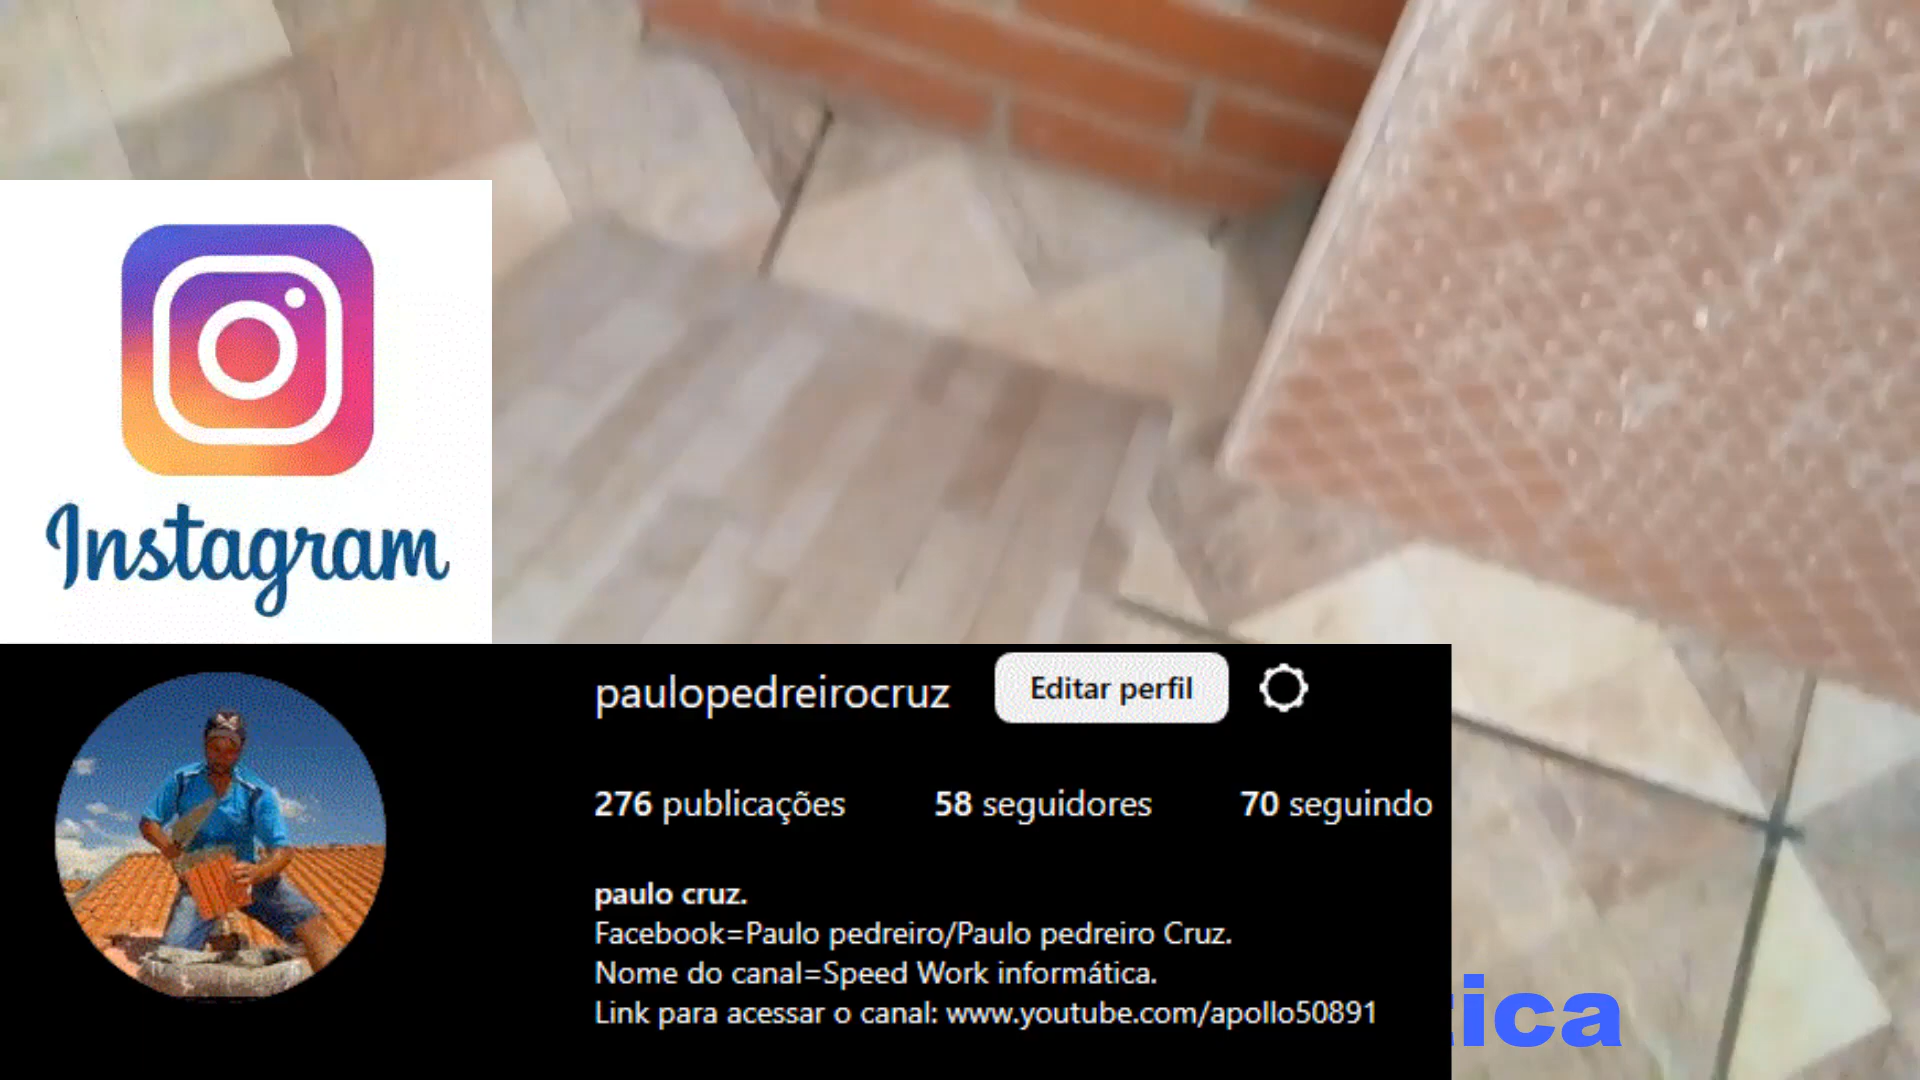 Instagram
paulopedreirocruz Editar perfil
276 publicações 58 seguidores 70 seguindo
paulo cruz.
Facebook=Paulo pedreiro/Paulo pedreiro Cruz.
Nome do canal=Speed Work informática.
Link para acessar o canal: www.youtube.com/apollo50891
tica